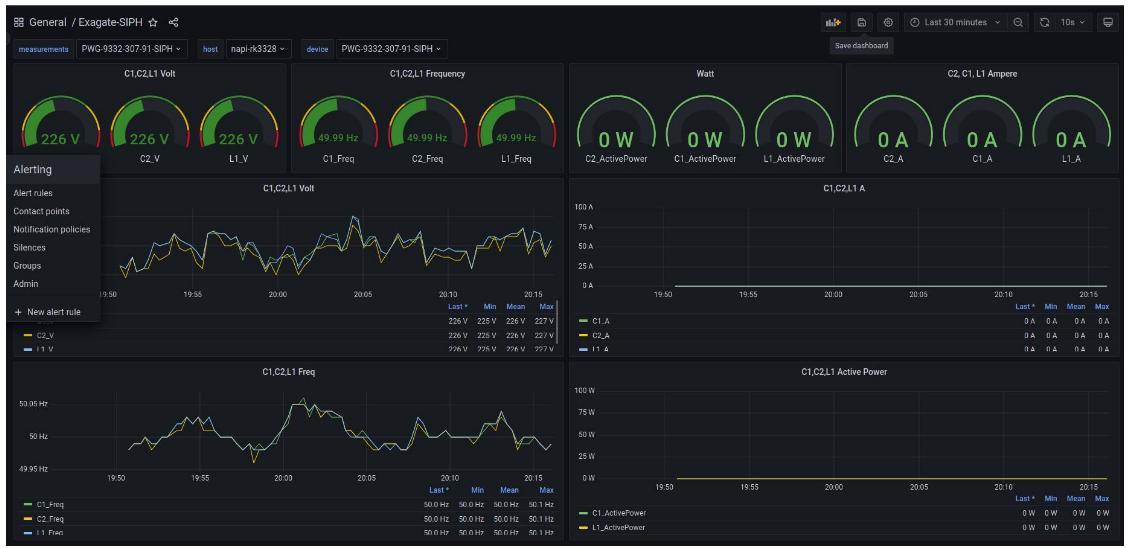 General / Exagate-SIPH
Last 30 minutes
10s
Save dashboard
measurements PWG-9332-307-91-SIPH host napi-rk3328 device PWG-9332-307-91-SIPH
C1,C2,L1 Volt
226 V 226 V 226 V
C2_V L1_V
C1,C2,L1 Frequency
49.99 Hz 49.99 Hz 49.99 Hz
C1_Freq C2_Freq L1_Freq
Watt
0 W 0 W 0 W
C2_ActivePower C1_ActivePower L1_ActivePower
C2, C1, L1 Ampere
0 A 0 A 0 A
C2_A C1_A L1_A
Alerting
Alert rules
Contact points
Notification policies
Silences
Groups
Admin
+ New alert rule
C1,C2,L1 Volt
19:50 19:55 20:00 20:05 20:10 20:15
Last * Min Mean Max
226 V 225 V 226 V 227 V
C2_V 226 V 225 V 226 V 227 V
L1_V 226 V 225 V 226 V 227 V
C1,C2,L1 A
100 A
75 A
50 A
25 A
0 A
19:50 19:55 20:00 20:05 20:10 20:15
Last * Min Mean Max
C1_A 0 A 0 A 0 A 0 A
C2_A 0 A 0 A 0 A 0 A
L1_A 0 A 0 A 0 A 0 A
C1,C2,L1 Freq
50.05 Hz
50 Hz
49.95 Hz
19:50 19:55 20:00 20:05 20:10 20:15
Last * Min Mean Max
C1_Freq 50.0 Hz 50.0 Hz 50.0 Hz 50.1 Hz
C2_Freq 50.0 Hz 50.0 Hz 50.0 Hz 50.1 Hz
L1_Freq 50.0 Hz 50.0 Hz 50.0 Hz 50.1 Hz
C1,C2,L1 Active Power
100 W
75 W
50 W
25 W
0 W
19:50 19:55 20:00 20:05 20:10 20:15
Last * Min Mean Max
C1_ActivePower 0 W 0 W 0 W 0 W
L1_ActivePower 0 W 0 W 0 W 0 W